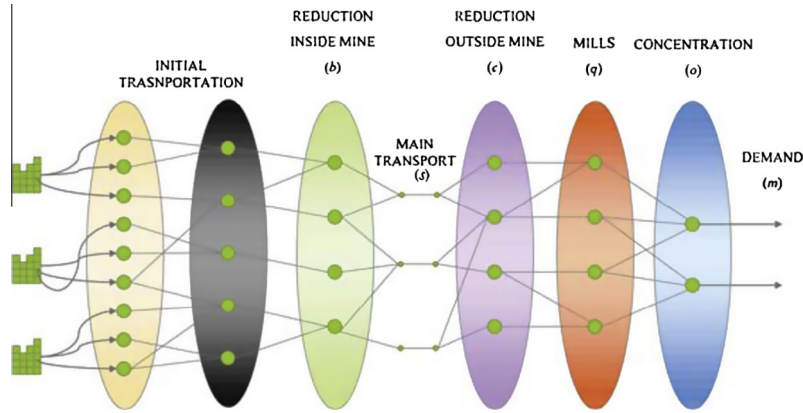 INITIAL
TRASNPORTATION
REDUCTION
INSIDE MINE
(b)
MAIN
TRANSPORT
(s)
REDUCTION
OUTSIDE MINE
(c)
MILLS
(q)
CONCENTRATION
(o)
DEMAND
(m)